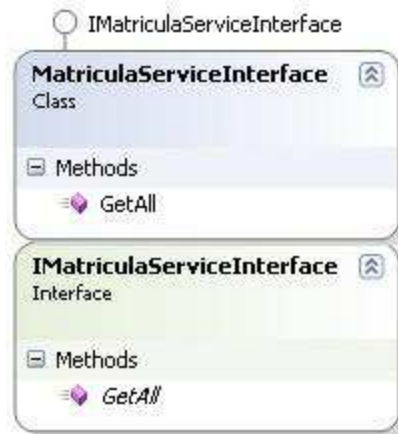 IMatriculaServiceInterface
MatriculaServiceInterface
Class
Methods
GetAll
IMatriculaServiceInterface
Interface
Methods
GetAll